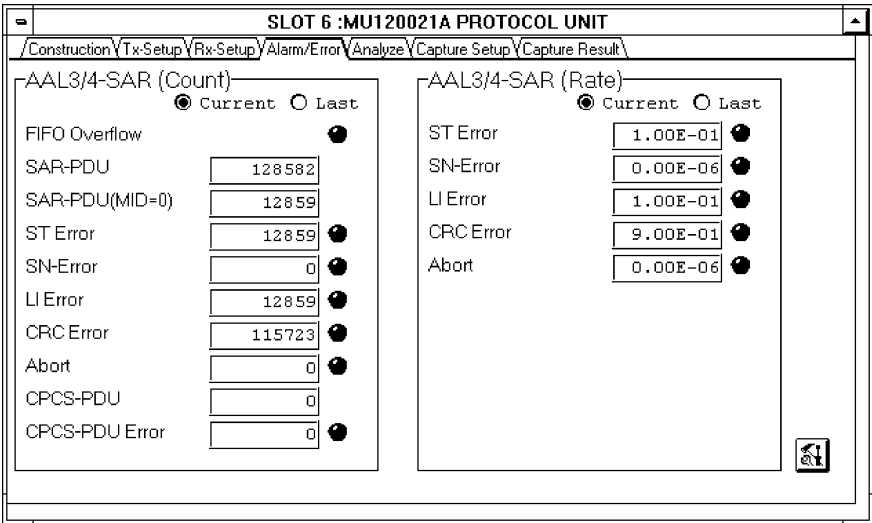 SLOT 6 :MU120021A PROTOCOL UNIT
Construction Tx-Setup Rx-Setup Alarm/Error Analyze Capture Setup Capture Result
AAL3/4-SAR (Count)
Current Last
FIFO Overflow
SAR-PDU 128582
SAR-PDU(MID=0) 12859
ST Error 12859
SN-Error 0
LI Error 12859
CRC Error 115723
Abort 0
CPCS-PDU 0
CPCS-PDU Error 0
AAL3/4-SAR (Rate)
Current Last
ST Error 1.00E-01
SN-Error 0.00E-06
LI Error 1.00E-01
CRC Error 9.00E-01
Abort 0.00E-06